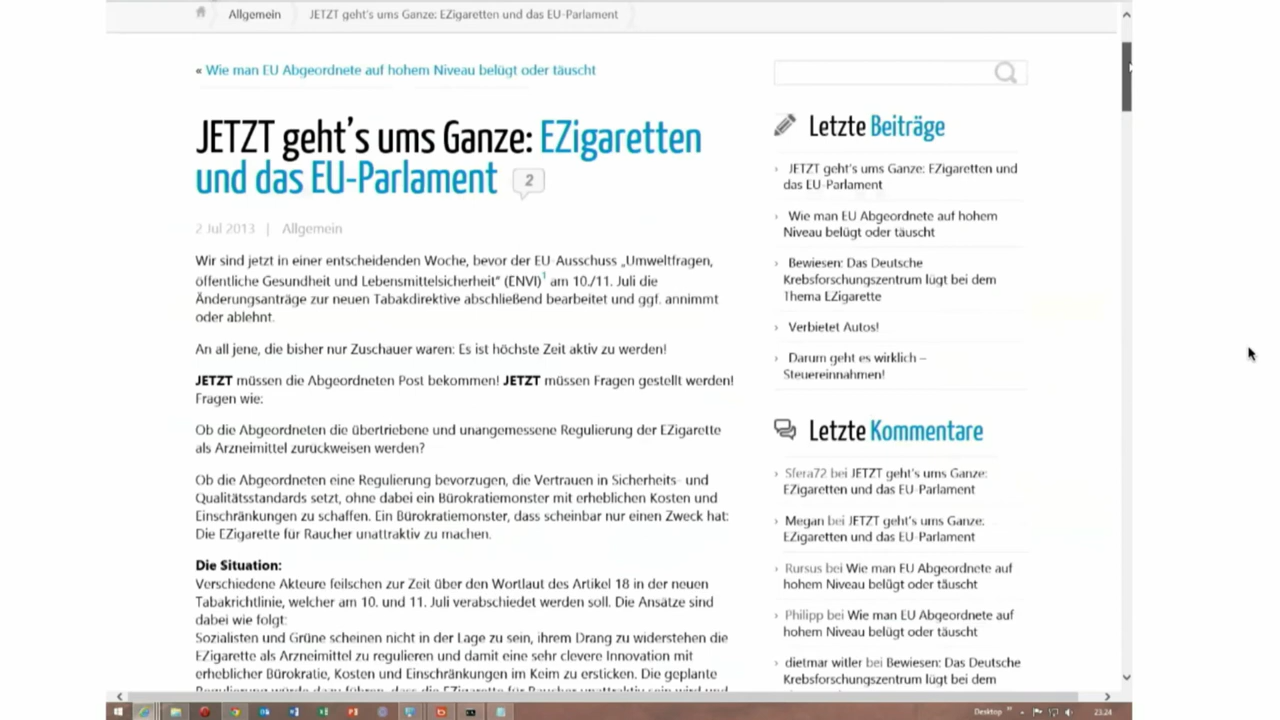 Allgemein JETZT geht's ums Ganze: EZigaretten und das EU-Parlament
« Wie man EU Abgeordnete auf hohem Niveau belügt oder täuscht
JETZT geht's ums Ganze: EZigaretten
und das EU-Parlament 2
2 Jul 2013 | Allgemein
Wir sind jetzt in einer entscheidenden Woche, bevor der EU-Ausschuss „Umweltfragen,
öffentliche Gesundheit und Lebensmittelsicherheit" (ENVI)1 am 10./11. Juli die
Änderungsanträge zur neuen Tabakdirektive abschließend bearbeitet und ggf. annimmt
oder ablehnt.
An all jene, die bisher nur Zuschauer waren: Es ist höchste Zeit aktiv zu werden!
JETZT müssen die Abgeordneten Post bekommen! JETZT müssen Fragen gestellt werden!
Fragen wie:
Ob die Abgeordneten die übertriebene und unangemessene Regulierung der EZigarette
als Arzneimittel zurückweisen werden?
Ob die Abgeordneten eine Regulierung bevorzugen, die Vertrauen in Sicherheits- und
Qualitätsstandards setzt, ohne dabei ein Bürokratiemonster mit erheblichen Kosten und
Einschränkungen zu schaffen. Ein Bürokratiemonster, dass scheinbar nur einen Zweck hat:
Die EZigarette für Raucher unattraktiv zu machen.
Die Situation:
Verschiedene Akteure feilschen zur Zeit über den Wortlaut des Artikel 18 in der neuen
Tabakrichtlinie, welcher am 10. und 11. Juli verabschiedet werden soll. Die Ansätze sind
dabei wie folgt:
Sozialisten und Grüne scheinen nicht in der Lage zu sein, ihrem Drang zu widerstehen die
EZigarette als Arzneimittel zu regulieren und damit eine sehr clevere Innovation mit
erheblicher Bürokratie, Kosten und Einschränkungen im Keim zu ersticken. Die geplante
Letzte Beiträge
JETZT geht's ums Ganze: EZigaretten und
das EU-Parlament
Wie man EU Abgeordnete auf hohem
Niveau belügt oder täuscht
Bewiesen: Das Deutsche
Krebsforschungszentrum lügt bei dem
Thema EZigarette
Verbietet Autos!
Darum geht es wirklich –
Steuereinnahmen!
Letzte Kommentare
Sfera72 bei JETZT geht's ums Ganze:
EZigaretten und das EU-Parlament
Megan bei JETZT geht's ums Ganze:
EZigaretten und das EU-Parlament
Rursus bei Wie man EU Abgeordnete auf
hohem Niveau belügt oder täuscht
Philipp bei Wie man EU Abgeordnete auf
hohem Niveau belügt oder täuscht
dietmar witler bei Bewiesen: Das Deutsche
Krebsforschungszentrum lügt bei dem
Desktop 23:24